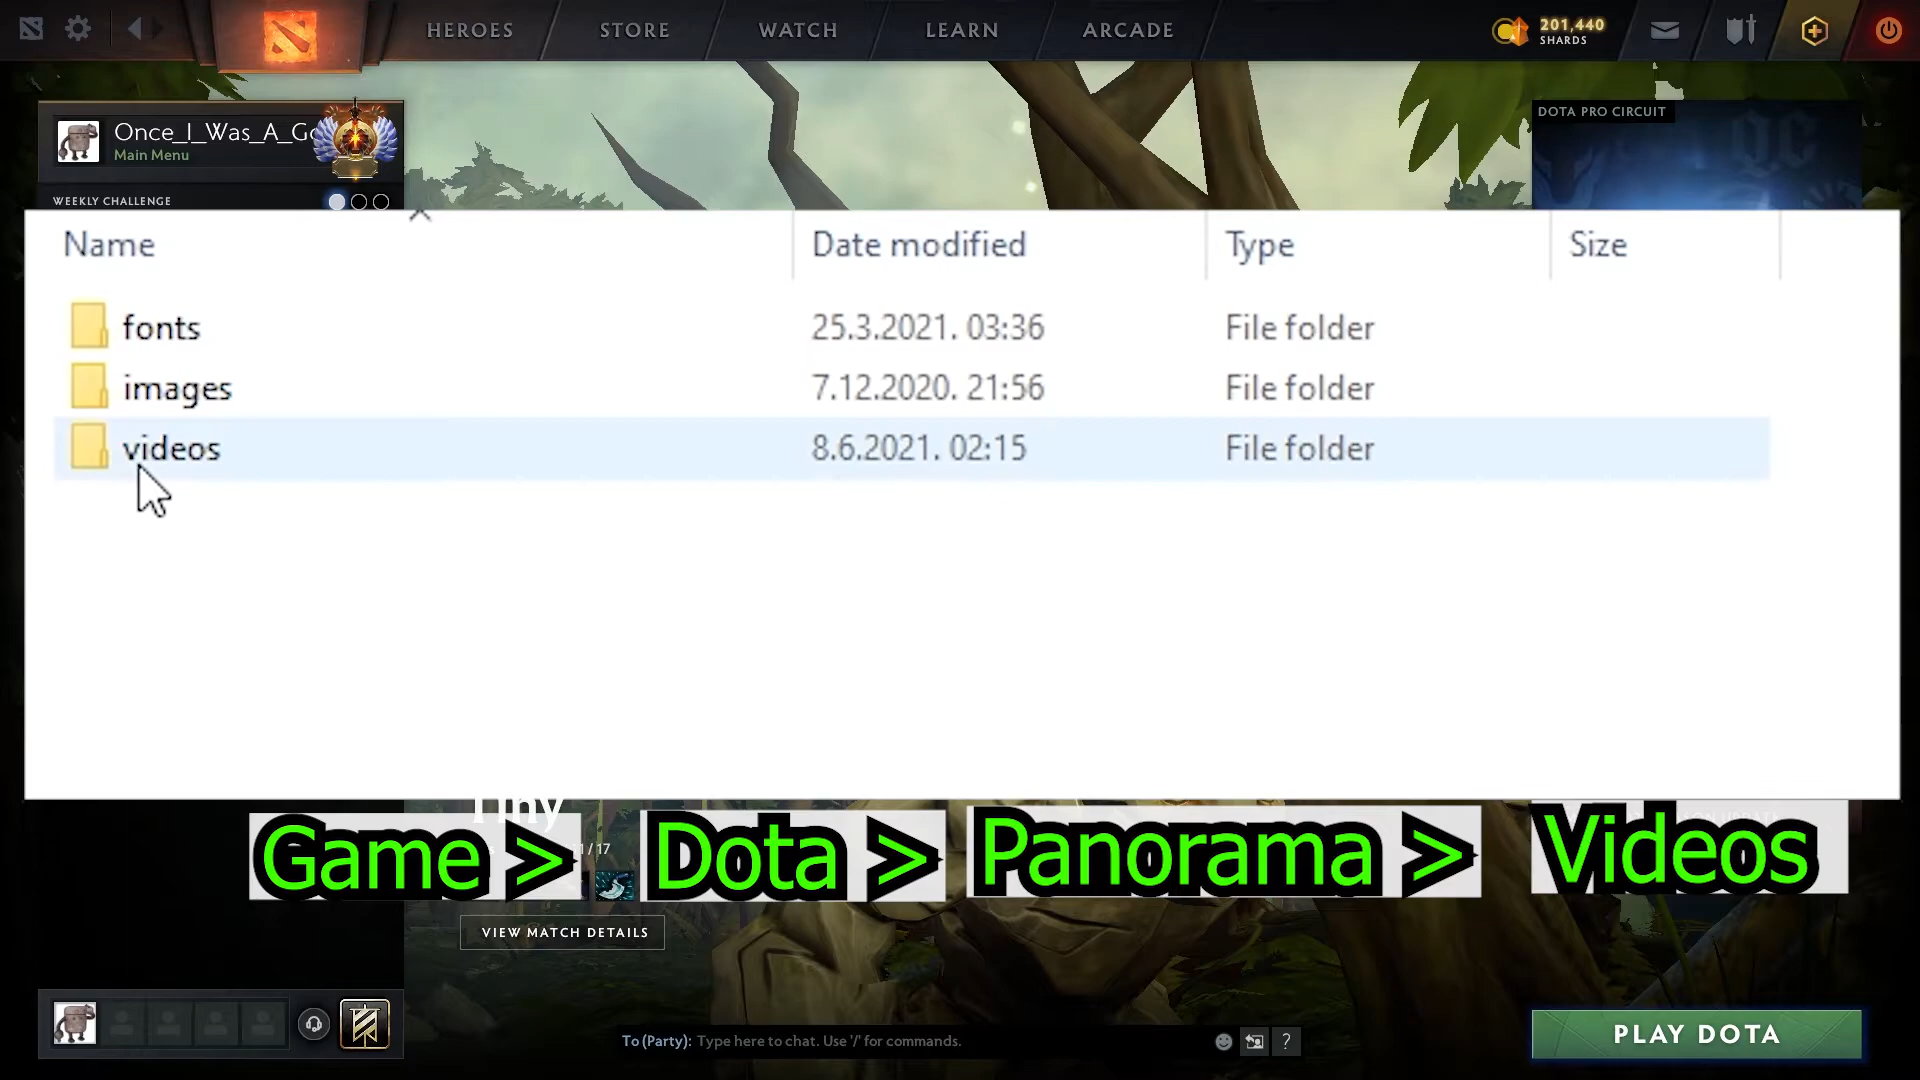 HEROES STORE WATCH LEARN ARCADE
201,440
SHARDS
Once_I_Was_A_Go
Main Menu
WEEKLY CHALLENGE
DOTA PRO CIRCUIT
Name Date modified Type Size
fonts 25.3.2021. 03:36 File folder
images 7.12.2020. 21:56 File folder
videos 8.6.2021. 02:15 File folder
Tiny
/ 17
Game > Dota > Panorama > Videos
VIEW MATCH DETAILS
To (Party): Type here to chat. Use '/' for commands.
?
PLAY DOTA